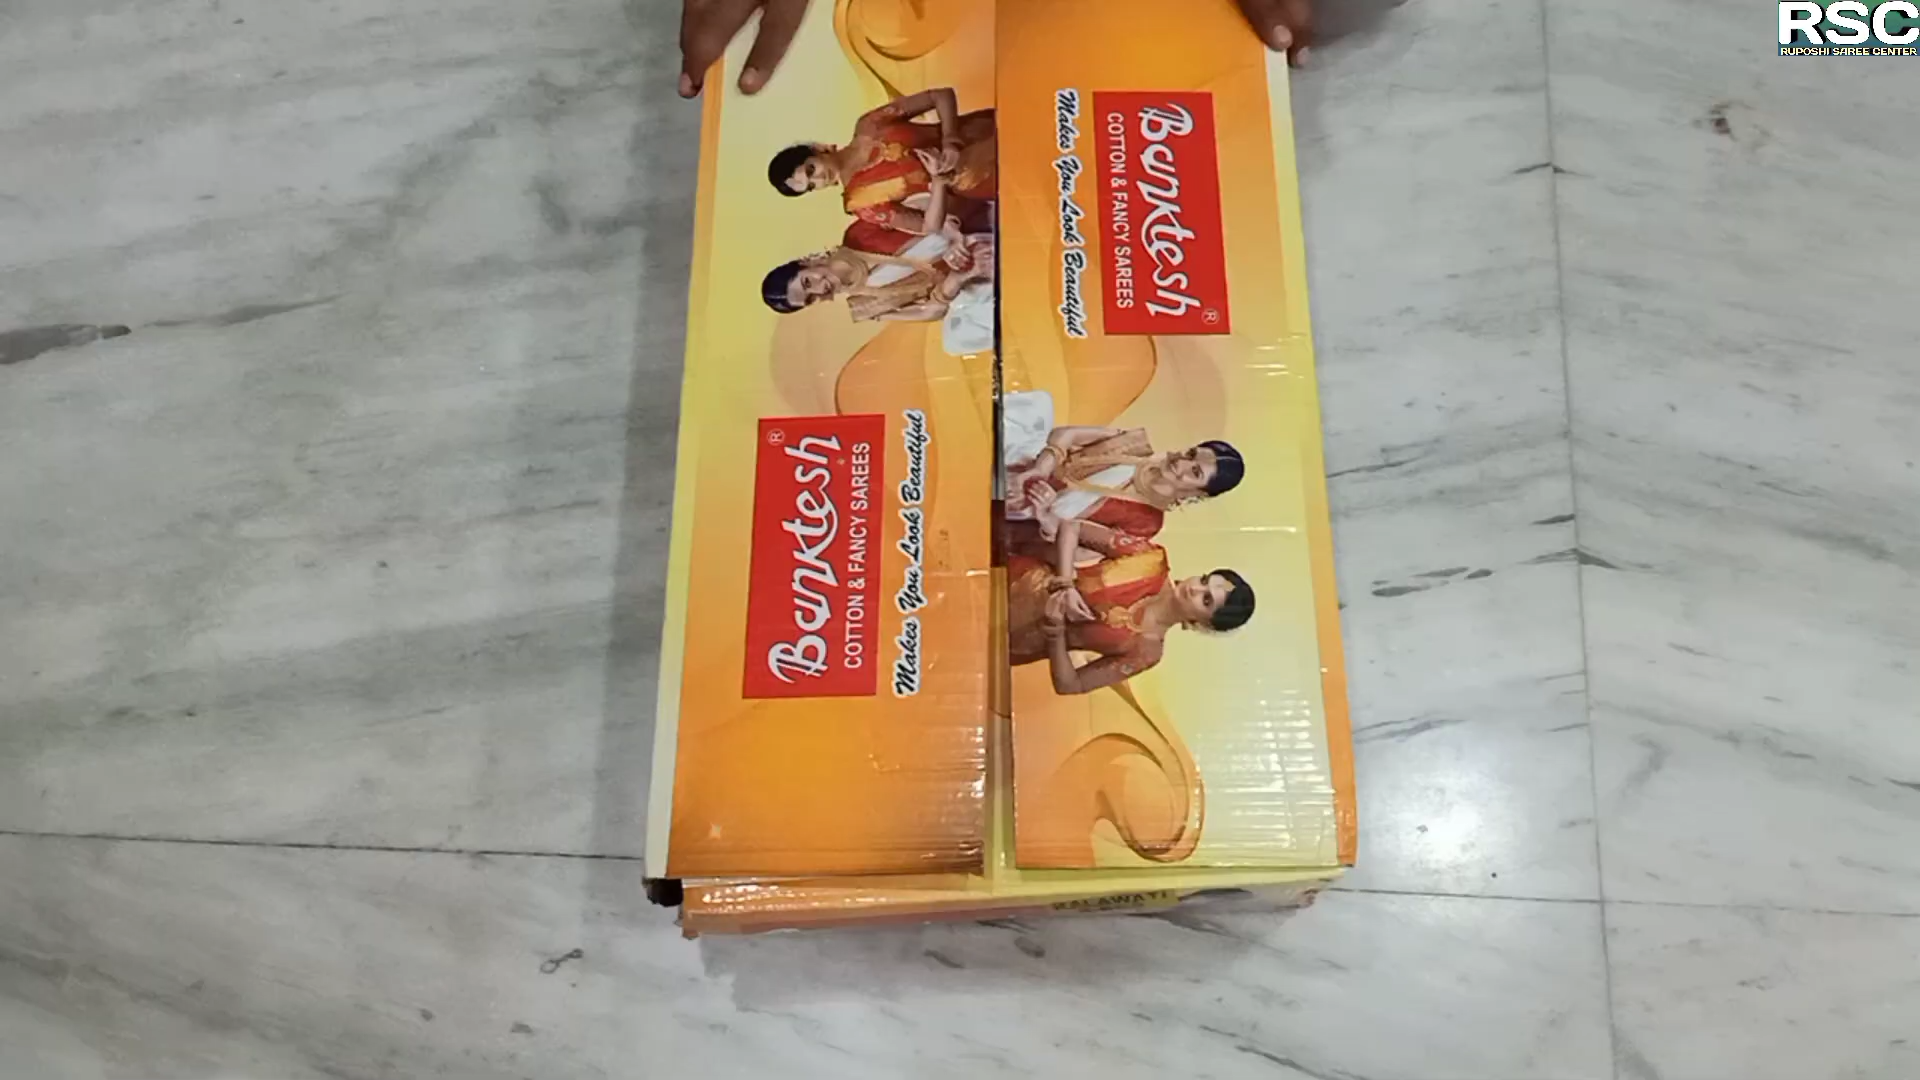 RSC
RUPOSHI SAREE CENTER
Banktesh®
COTTON & FANCY SAREES
Makes You Look Beautiful
Banktesh®
COTTON & FANCY SAREES
Makes You Look Beautiful
KALAWATI